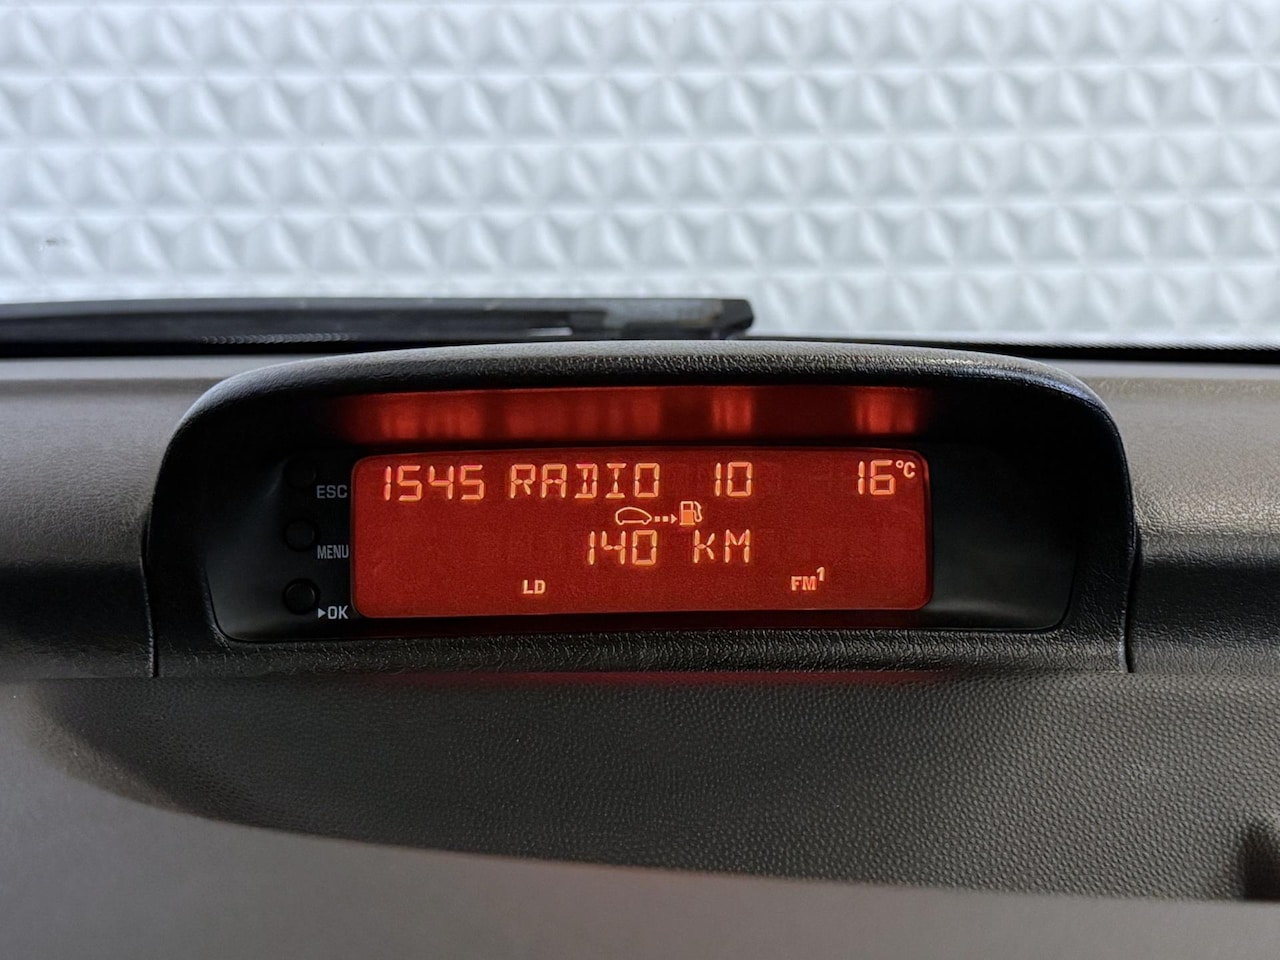 1545 RADIO 10 16°C
ESC
MENU
140 KM
LD FM1
▶OK